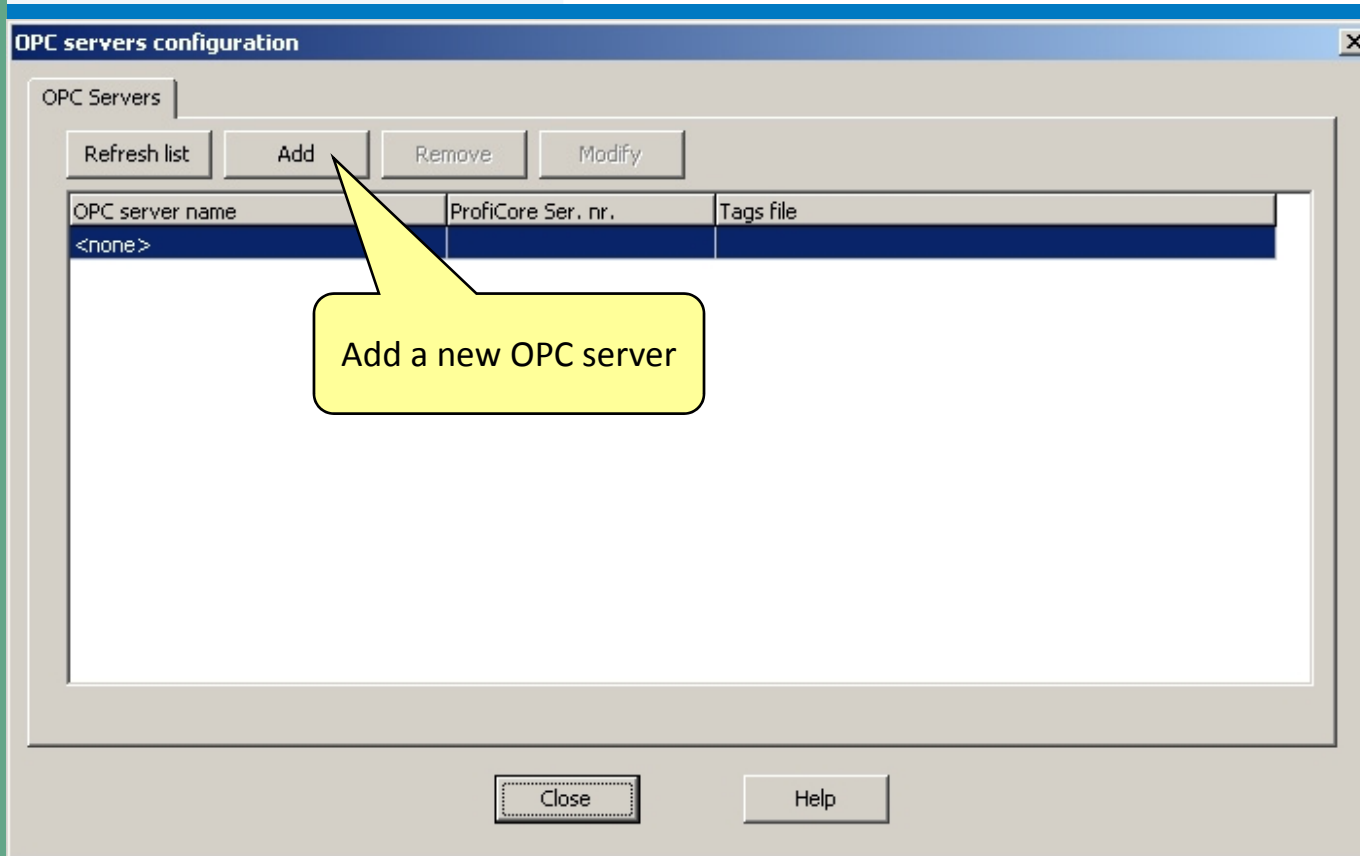 OPC servers configuration
OPC Servers
Refresh list Add Remove Modify
OPC server name ProfiCore Ser. nr. Tags file
<none>
Add a new OPC server
Close Help